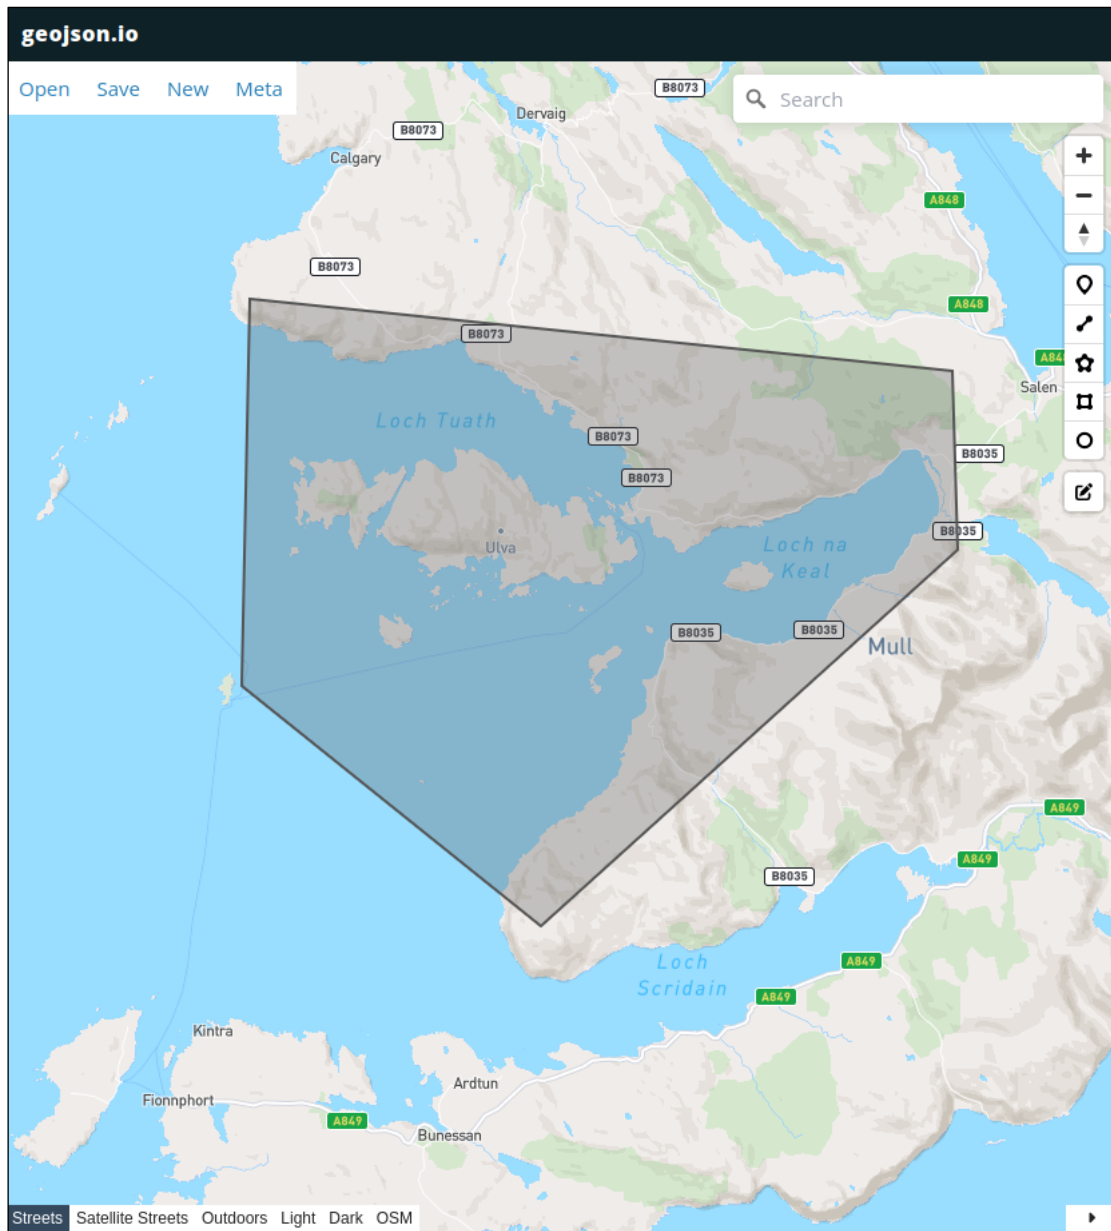 geojson.io
Open Save New Meta
B8073
Search
Dervaig
B8073
Calgary
A848
B8073
A848
B8073
A848
Salen
Loch Tuath
B8073
B8035
B8073
B8035
Ulva
Loch na
Keal
B8035
B8035
Mull
A849
A849
B8035
Loch
Scridain
A849
A849
Kintra
Ardtun
Fionnphort
A849
Bunessan
Streets Satellite Streets Outdoors Light Dark OSM